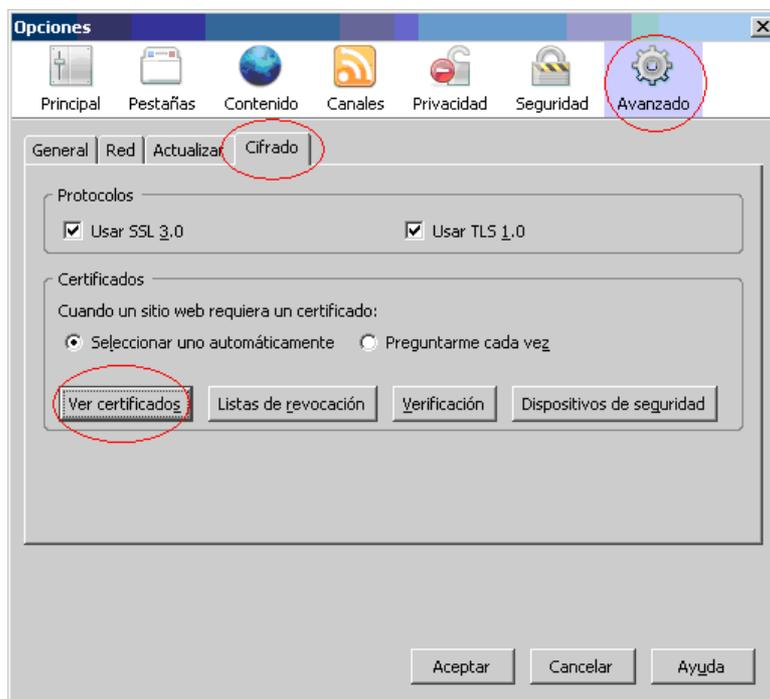 Opciones
Principal Pestañas Contenido Canales Privacidad Seguridad Avanzado
General Red Actualizar Cifrado
Protocolos
Usar SSL 3.0 Usar TLS 1.0
Certificados
Cuando un sitio web requiera un certificado:
Seleccionar uno automáticamente Preguntarme cada vez
Ver certificados Listas de revocación Verificación Dispositivos de seguridad
Aceptar Cancelar Ayuda